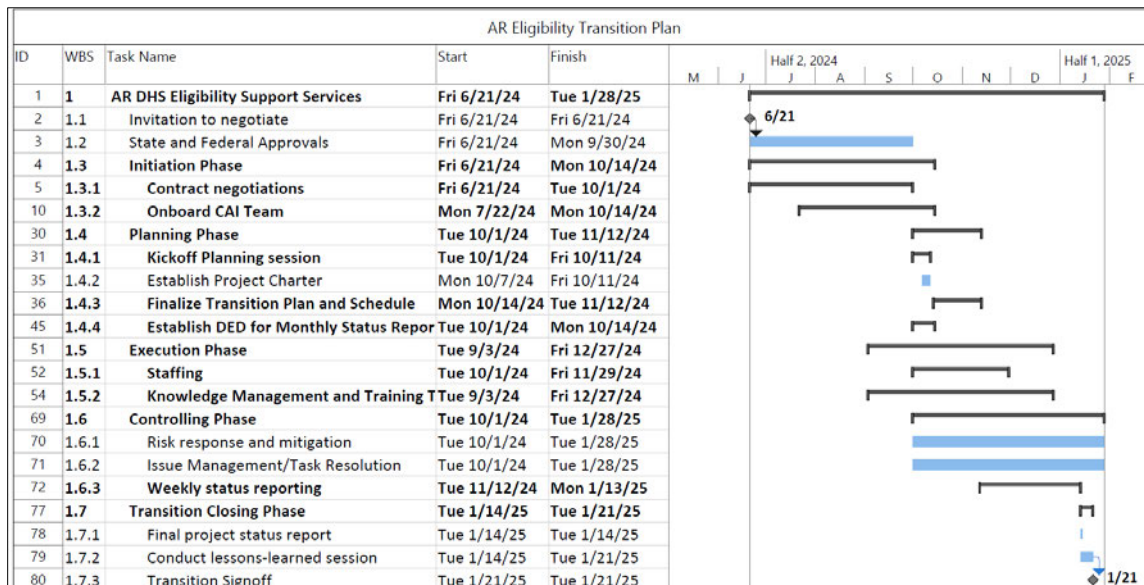 AR Eligibility Transition Plan
ID WBS Task Name Start Finish Half 2, 2024 Half 1, 2025
M J J A S O N D J F
1 1 AR DHS Eligibility Support Services Fri 6/21/24 Tue 1/28/25
2 1.1 Invitation to negotiate Fri 6/21/24 Fri 6/21/24 6/21
3 1.2 State and Federal Approvals Fri 6/21/24 Mon 9/30/24
4 1.3 Initiation Phase Fri 6/21/24 Mon 10/14/24
5 1.3.1 Contract negotiations Fri 6/21/24 Tue 10/1/24
10 1.3.2 Onboard CAI Team Mon 7/22/24 Mon 10/14/24
30 1.4 Planning Phase Tue 10/1/24 Tue 11/12/24
31 1.4.1 Kickoff Planning session Tue 10/1/24 Fri 10/11/24
35 1.4.2 Establish Project Charter Mon 10/7/24 Fri 10/11/24
36 1.4.3 Finalize Transition Plan and Schedule Mon 10/14/24 Tue 11/12/24
45 1.4.4 Establish DED for Monthly Status Repor Tue 10/1/24 Mon 10/14/24
51 1.5 Execution Phase Tue 9/3/24 Fri 12/27/24
52 1.5.1 Staffing Tue 10/1/24 Fri 11/29/24
54 1.5.2 Knowledge Management and Training T Tue 9/3/24 Fri 12/27/24
69 1.6 Controlling Phase Tue 10/1/24 Tue 1/28/25
70 1.6.1 Risk response and mitigation Tue 10/1/24 Tue 1/28/25
71 1.6.2 Issue Management/Task Resolution Tue 10/1/24 Tue 1/28/25
72 1.6.3 Weekly status reporting Tue 11/12/24 Mon 1/13/25
77 1.7 Transition Closing Phase Tue 1/14/25 Tue 1/21/25
78 1.7.1 Final project status report Tue 1/14/25 Tue 1/14/25
79 1.7.2 Conduct lessons-learned session Tue 1/14/25 Tue 1/21/25
80 1.7.3 Transition Signoff Tue 1/21/25 Tue 1/21/25 1/21